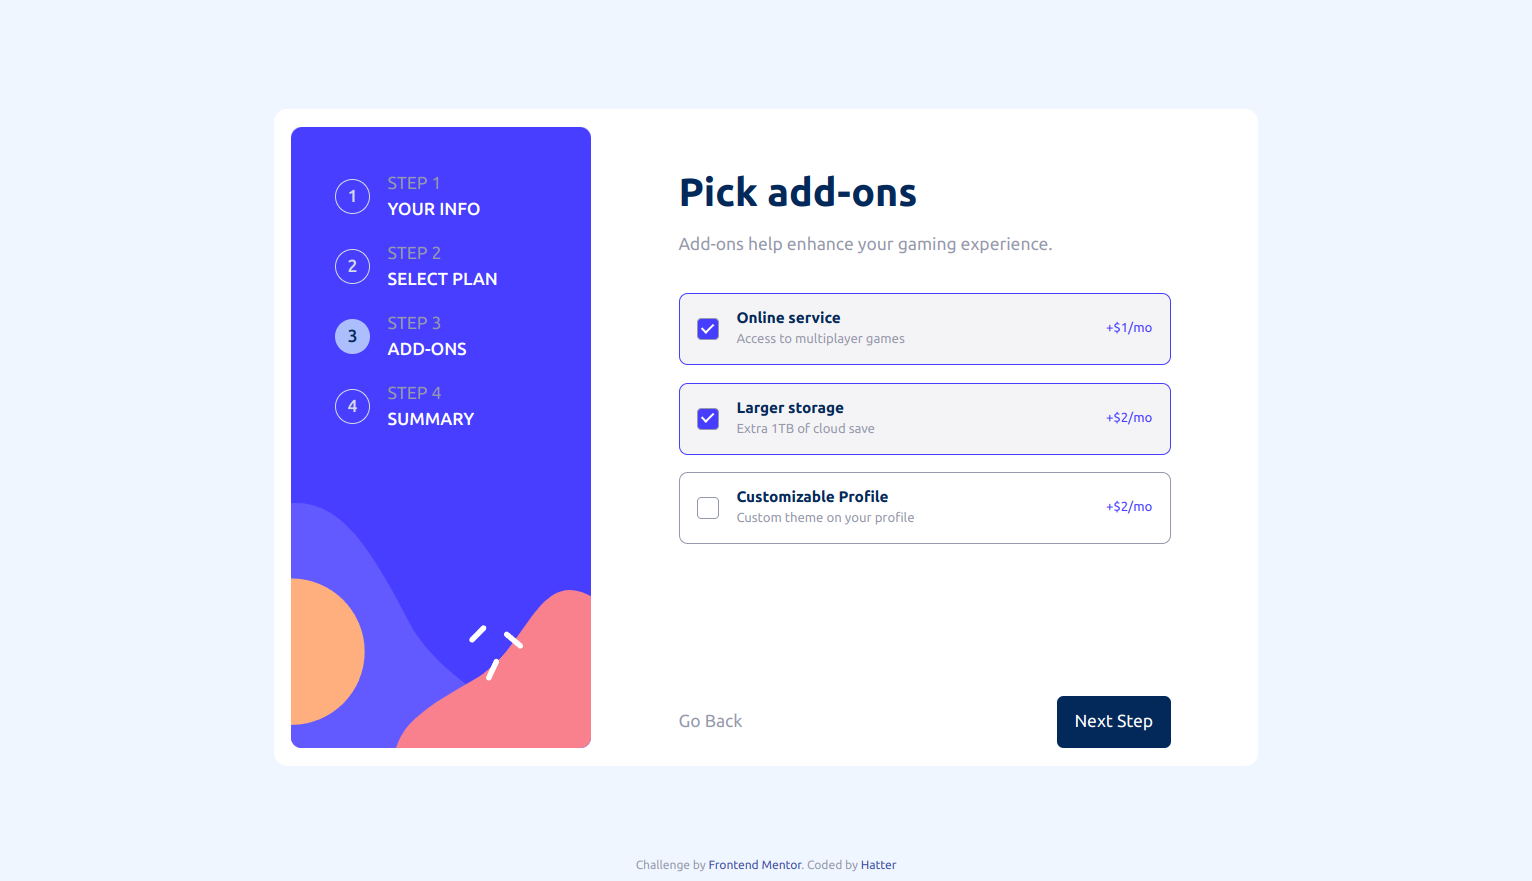 1
STEP 1
YOUR INFO
2
STEP 2
SELECT PLAN
3
STEP 3
ADD-ONS
4
STEP 4
SUMMARY
Pick add-ons
Add-ons help enhance your gaming experience.
Online service
Access to multiplayer games
+$1/mo
Larger storage
Extra 1TB of cloud save
+$2/mo
Customizable Profile
Custom theme on your profile
+$2/mo
Go Back
Next Step
Challenge by Frontend Mentor. Coded by Hatter